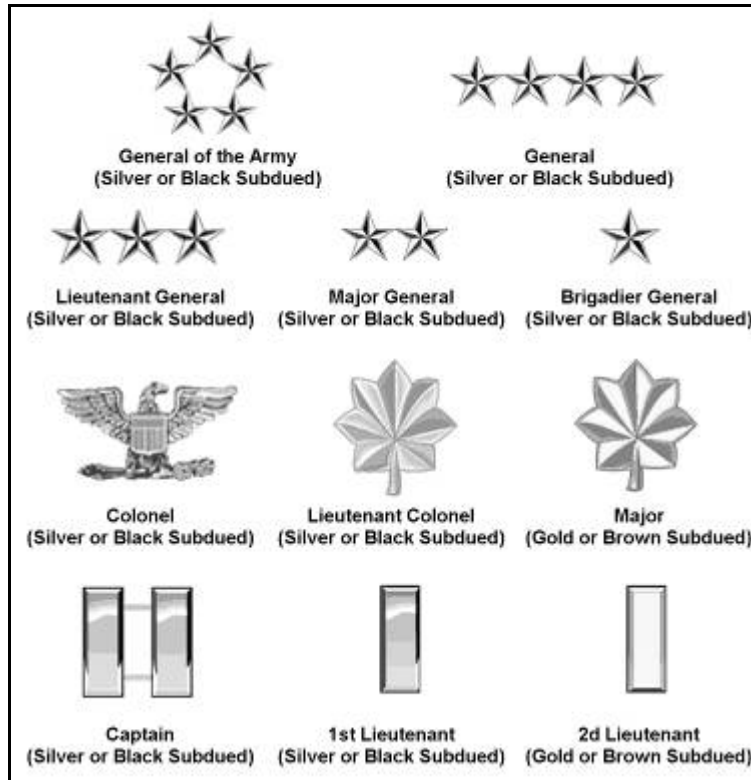 General of the Army
(Silver or Black Subdued)
General
(Silver or Black Subdued)
Lieutenant General
(Silver or Black Subdued)
Major General
(Silver or Black Subdued)
Brigadier General
(Silver or Black Subdued)
Colonel
(Silver or Black Subdued)
Lieutenant Colonel
(Silver or Black Subdued)
Major
(Gold or Brown Subdued)
Captain
(Silver or Black Subdued)
1st Lieutenant
(Silver or Black Subdued)
2d Lieutenant
(Gold or Brown Subdued)